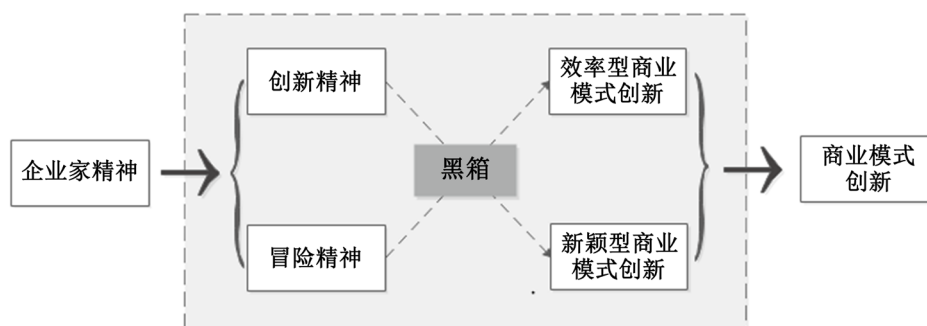 企业家精神
创新精神
冒险精神
黑箱
效率型商业
模式创新
新颖型商业
模式创新
商业模式
创新